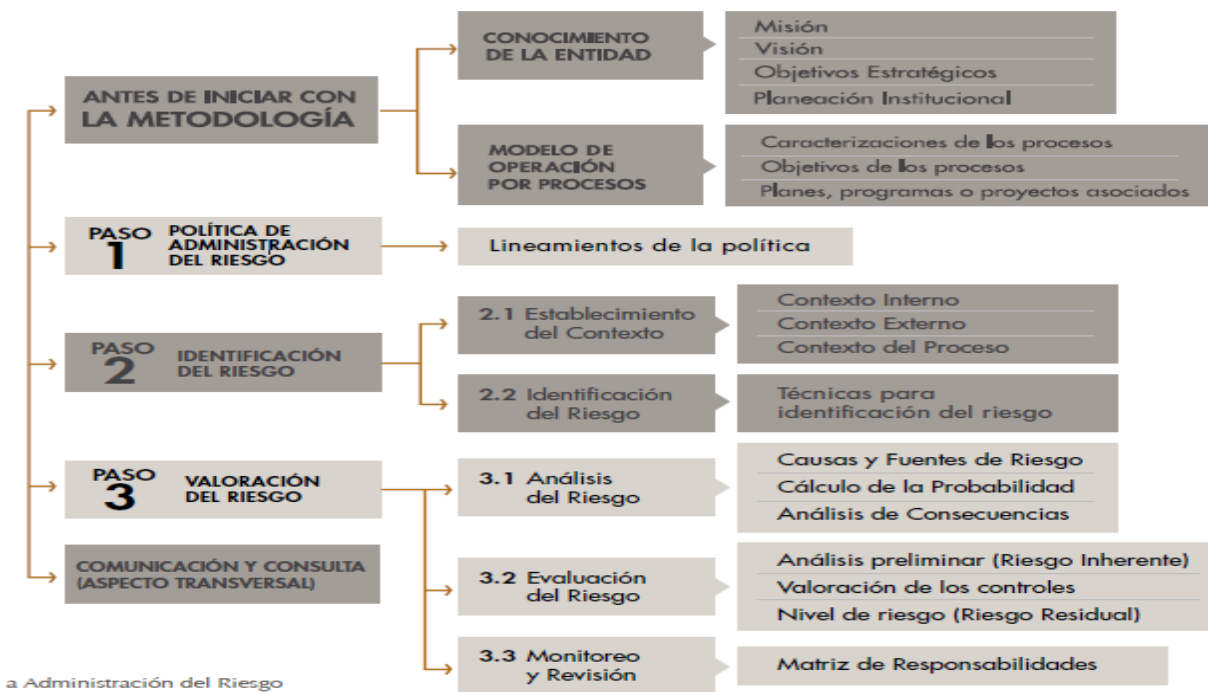 ANTES DE INICIAR CON
LA METODOLOGÍA
CONOCIMIENTO
DE LA ENTIDAD
Misión
Visión
Objetivos Estratégicos
Planeación Institucional
MODELO DE
OPERACIÓN
POR PROCESOS
Caracterizaciones de los procesos
Objetivos de los procesos
Planes, programas o proyectos asociados
PASO
1
POLÍTICA DE
ADMINISTRACIÓN
DEL RIESGO
Lineamientos de la política
PASO
2
IDENTIFICACIÓN
DEL RIESGO
2.1 Establecimiento
del Contexto
Contexto Interno
Contexto Externo
Contexto del Proceso
2.2 Identificación
del Riesgo
Técnicas para
identificación del riesgo
PASO
3
VALORACIÓN
DEL RIESGO
3.1 Análisis
del Riesgo
Causas y Fuentes de Riesgo
Cálculo de la Probabilidad
Análisis de Consecuencias
3.2 Evaluación
del Riesgo
Análisis preliminar (Riesgo Inherente)
Valoración de los controles
Nivel de riesgo (Riesgo Residual)
3.3 Monitoreo
y Revisión
Matriz de Responsabilidades
COMUNICACIÓN Y CONSULTA
(ASPECTO TRANSVERSAL)
a Administración del Riesgo